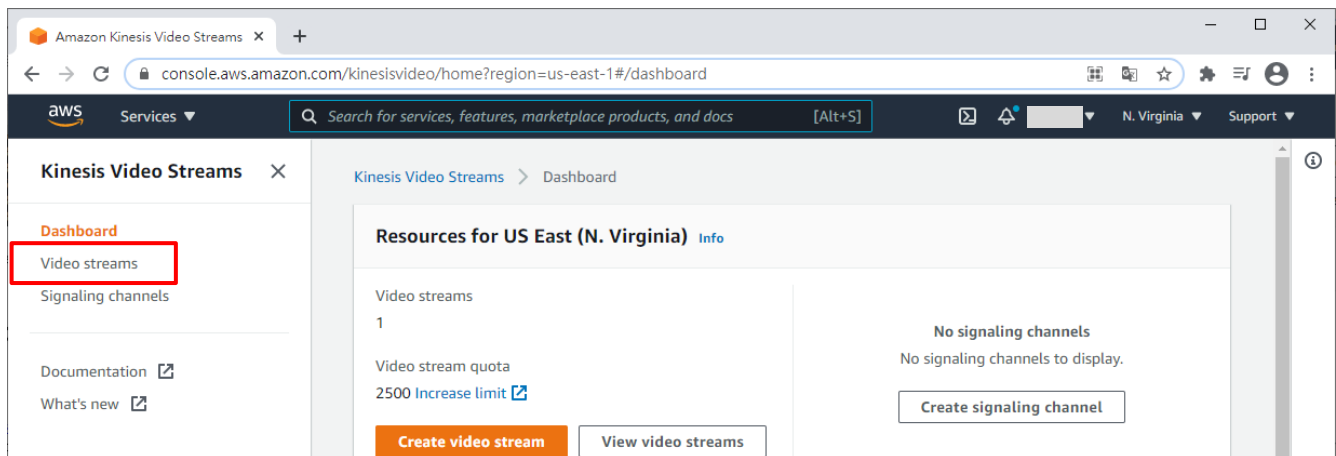 Amazon Kinesis Video Streams
console.aws.amazon.com/kinesisvideo/home?region=us-east-1#/dashboard
aws Services ▼ Search for services, features, marketplace products, and docs [Alt+S] N. Virginia ▼ Support ▼
Kinesis Video Streams
Dashboard
Video streams
Signaling channels
Documentation
What's new
Kinesis Video Streams > Dashboard
Resources for US East (N. Virginia) Info
Video streams
1
Video stream quota
2500 Increase limit
Create video stream View video streams
No signaling channels
No signaling channels to display.
Create signaling channel